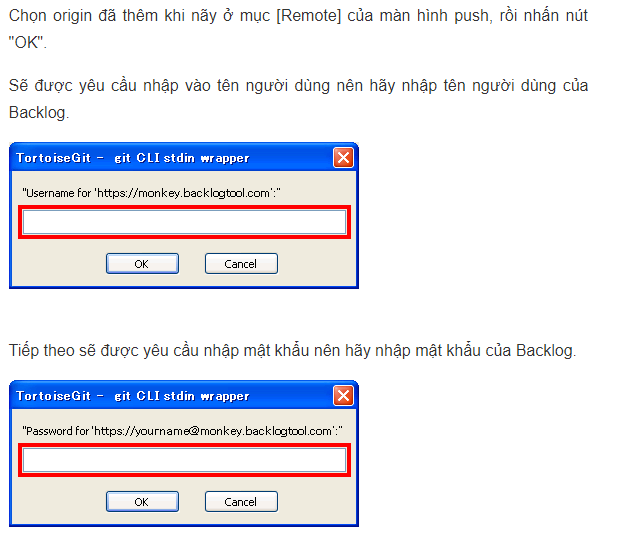 Chọn origin đã thêm khi nãy ở mục [Remote] của màn hình push, rồi nhấn nút
"OK".
Sẽ được yêu cầu nhập vào tên người dùng nên hãy nhập tên người dùng của
Backlog.
TortoiseGit - git CLI stdin wrapper
"Username for 'https://monkey.backlogtool.com':"
OK Cancel
Tiếp theo sẽ được yêu cầu nhập mật khẩu nên hãy nhập mật khẩu của Backlog.
TortoiseGit - git CLI stdin wrapper
"Password for 'https://yourname@monkey.backlogtool.com':"
OK Cancel